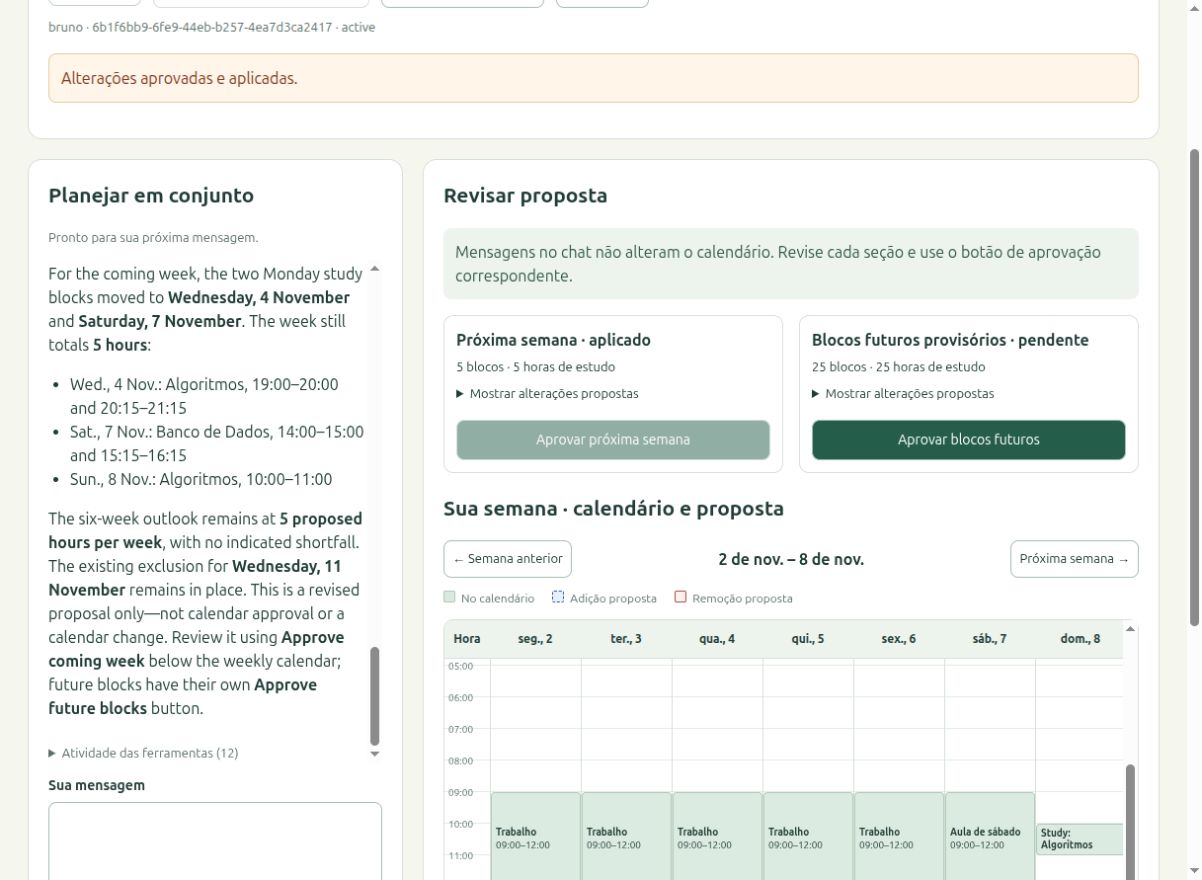 bruno · 6b1f6bb9-6fe9-44eb-b257-4ea7d3ca2417 · active
Alterações aprovadas e aplicadas.
Planejar em conjunto
Pronto para sua próxima mensagem.
For the coming week, the two Monday study
blocks moved to Wednesday, 4 November
and Saturday, 7 November. The week still
totals 5 hours:
• Wed., 4 Nov.: Algoritmos, 19:00–20:00
and 20:15–21:15
• Sat., 7 Nov.: Banco de Dados, 14:00–15:00
and 15:15–16:15
• Sun., 8 Nov.: Algoritmos, 10:00–11:00
The six-week outlook remains at 5 proposed
hours per week, with no indicated shortfall.
The existing exclusion for Wednesday, 11
November remains in place. This is a revised
proposal only—not calendar approval or a
calendar change. Review it using Approve
coming week below the weekly calendar;
future blocks have their own Approve
future blocks button.
▶ Atividade das ferramentas (12)
Sua mensagem
Revisar proposta
Mensagens no chat não alteram o calendário. Revise cada seção e use o botão de aprovação
correspondente.
Próxima semana · aplicado
5 blocos · 5 horas de estudo
▶ Mostrar alterações propostas
Aprovar próxima semana
Blocos futuros provisórios · pendente
25 blocos · 25 horas de estudo
▶ Mostrar alterações propostas
Aprovar blocos futuros
Sua semana · calendário e proposta
← Semana anterior
2 de nov. – 8 de nov.
Próxima semana →
No calendário
Adição proposta
Remoção proposta
Hora seg., 2 ter., 3 qua., 4 qui., 5 sex., 6 sáb., 7 dom., 8
05:00
06:00
07:00
08:00
09:00
10:00
11:00
Trabalho
09:00–12:00
Trabalho
09:00–12:00
Trabalho
09:00–12:00
Trabalho
09:00–12:00
Trabalho
09:00–12:00
Aula de sábado
09:00–12:00
Study:
Algoritmos